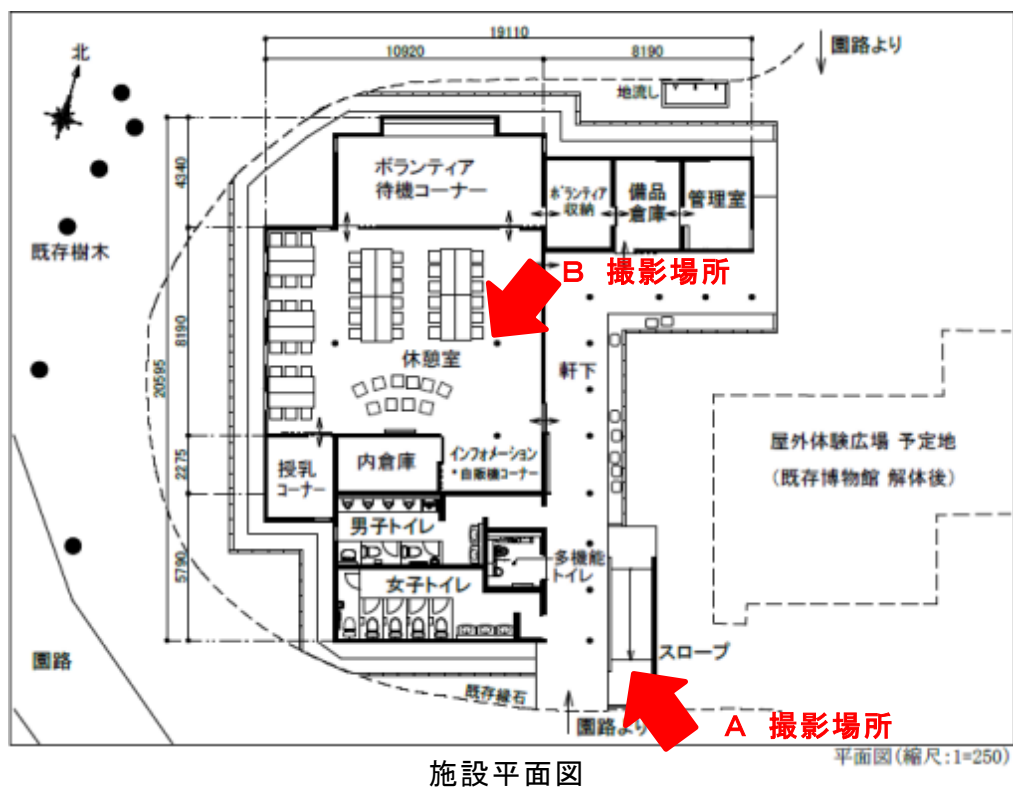 19110
10920
8190
園路より
北
地流し
ボランティア
待機コーナー
ボランティア
収納
備品
倉庫
管理室
4340
既存樹木
B 撮影場所
8190
20595
休憩室
軒下
屋外体験広場 予定地
(既存博物館 解体後)
2275
授乳
コーナー
内倉庫
インフォメーション
*自販機コーナー
男子トイレ
多機能
トイレ
5790
女子トイレ
スロープ
園路
既存縁石
園路より
A 撮影場所
平面図(縮尺:1=250)
施設平面図